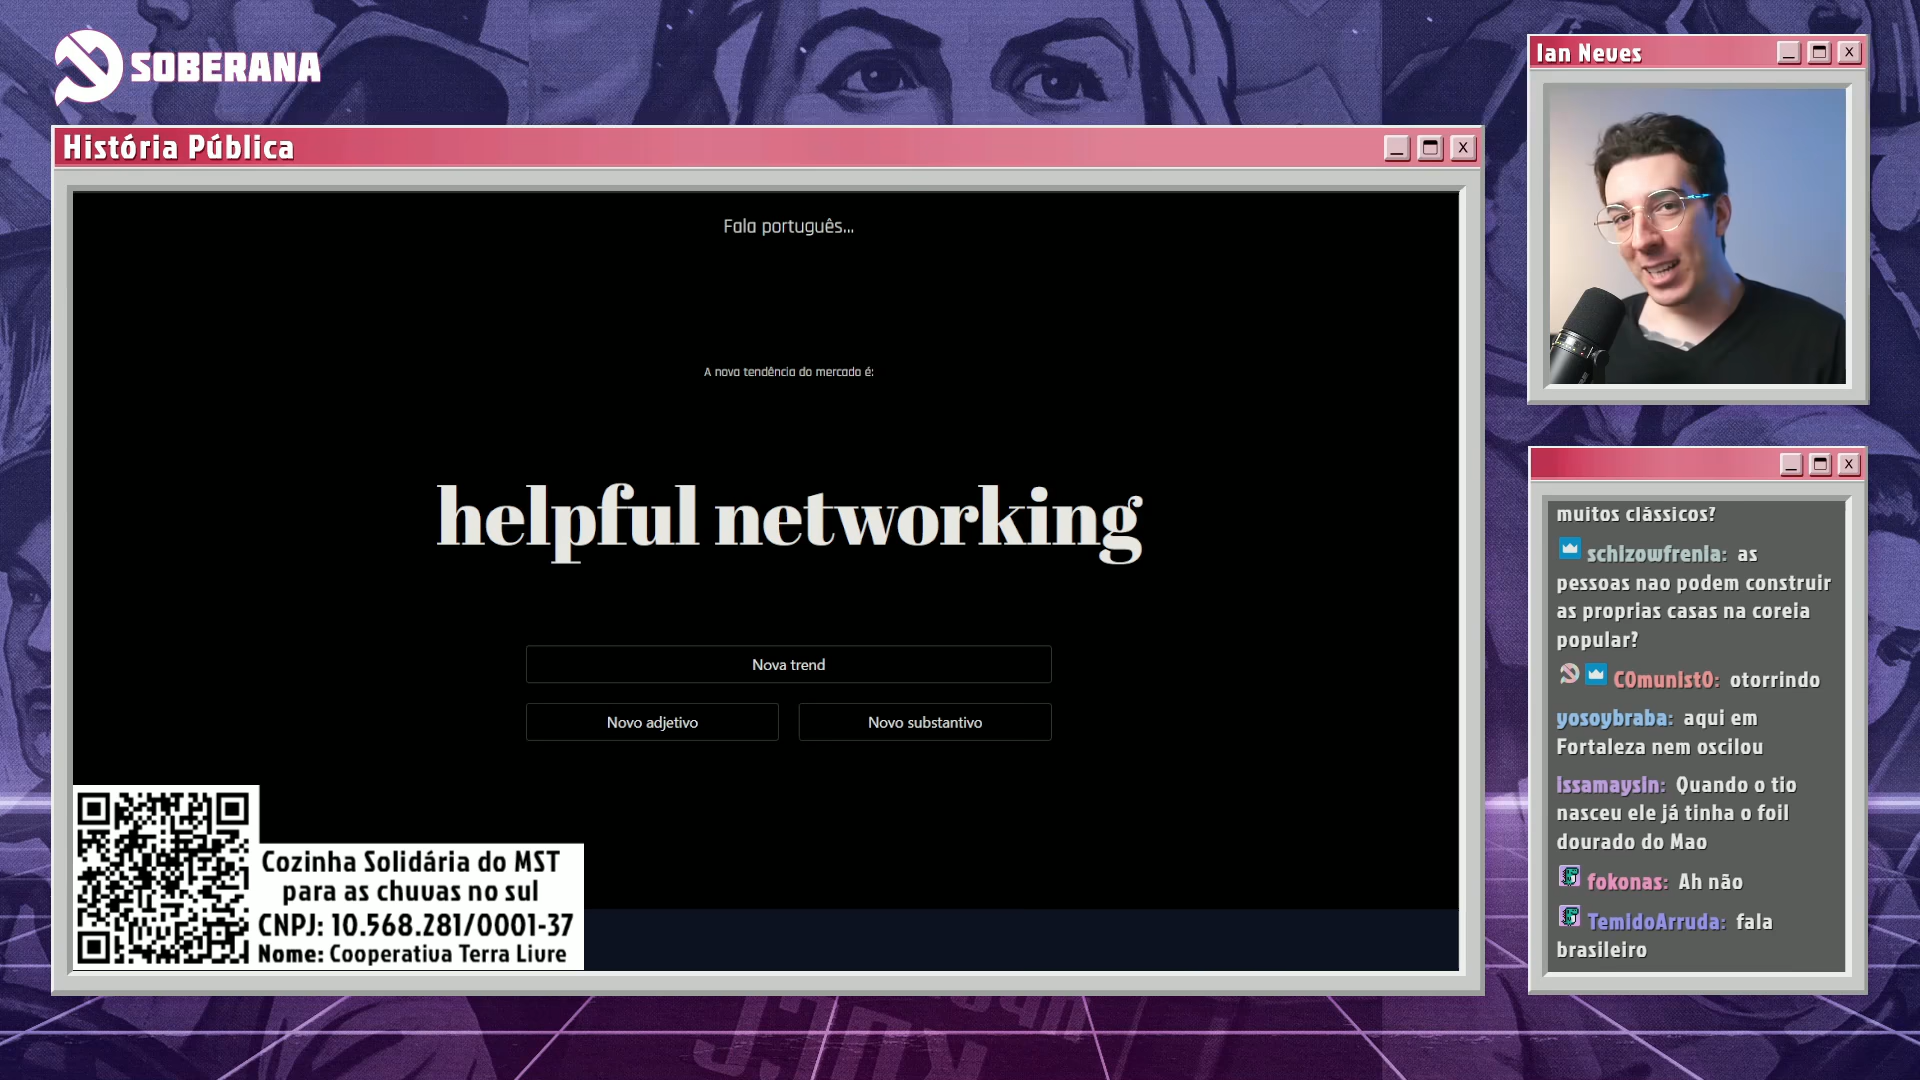 SOBERANA
História Pública
Fala português...
A nova tendência do mercado é:
helpful networking
Nova trend
Novo adjetivo
Novo substantivo
Cozinha Solidária do MST
para as chuvas no sul
CNPJ: 10.568.281/0001-37
Nome: Cooperativa Terra Livre
Ian Neves
muitos clássicos?
schizowfrenia: as
pessoas nao podem construir
as proprias casas na coreia
popular?
C0munist0: otorrindo
yosoybraba: aqui em
Fortaleza nem oscilou
issamaysin: Quando o tio
nasceu ele já tinha o foil
dourado do Mao
fokonas: Ah não
TemidoArruda: fala
brasileiro